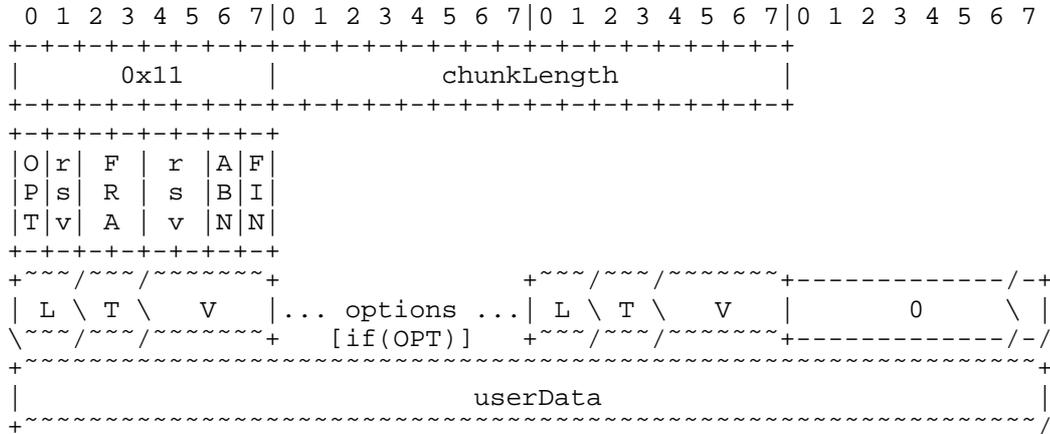 0 1 2 3 4 5 6 7|0 1 2 3 4 5 6 7|0 1 2 3 4 5 6 7|0 1 2 3 4 5 6 7
+-+-+-+-+-+-+-+-+-+-+-+-+-+-+-+-+-+-+-+-+-+-+-+-+
|      0x11     |          chunkLength          |
+-+-+-+-+-+-+-+-+-+-+-+-+-+-+-+-+-+-+-+-+-+-+-+-+
+-+-+-+-+-+-+-+-+
|O|r| F | r |A|F|
|P|s| R | s |B|I|
|T|v| A | v |N|N|
+-+-+-+-+-+-+-+-+
+~~~/~~~/~~~~~~~+               +~~~/~~~/~~~~~~~+-------------/-+
| L \ T \   V   |... options ...| L \ T \   V   |       0     \ |
\~~~/~~~/~~~~~~~+   [if(OPT)]   +~~~/~~~/~~~~~~~+-------------/-/
+~~~~~~~~~~~~~~~~~~~~~~~~~~~~~~~~~~~~~~~~~~~~~~~~~~~~~~~~~~~~~~~+
|                            userData                           |
+~~~~~~~~~~~~~~~~~~~~~~~~~~~~~~~~~~~~~~~~~~~~~~~~~~~~~~~~~~~~~~~/